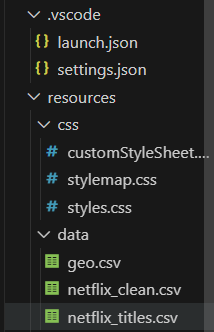 .vscode
{} launch.json
{} settings.json
resources
css
# customStyleSheet....
# stylemap.css
# styles.css
data
geo.csv
netflix_clean.csv
netflix_titles.csv